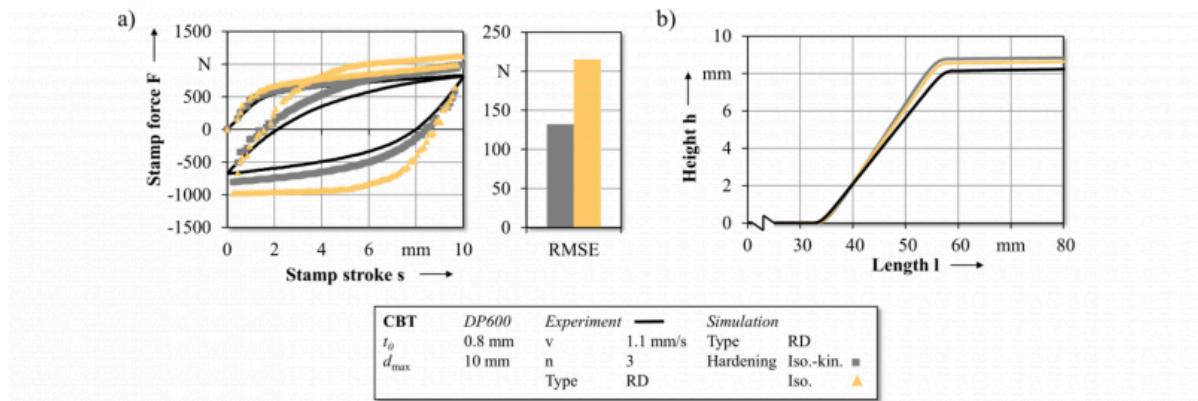 a)
Stamp force F
1500
N
500
0
-500
-1000
-1500
0 2 4 6 mm 10
Stamp stroke s
250
N
150
100
50
0
RMSE
b)
Height h
10
mm
6
4
2
0
0 30 40 50 60 mm 80
Length l
CBT DP600 Experiment Simulation
t0 0.8 mm v 1.1 mm/s Type RD
dmax 10 mm n 3 Hardening Iso.-kin.
Type RD Iso.